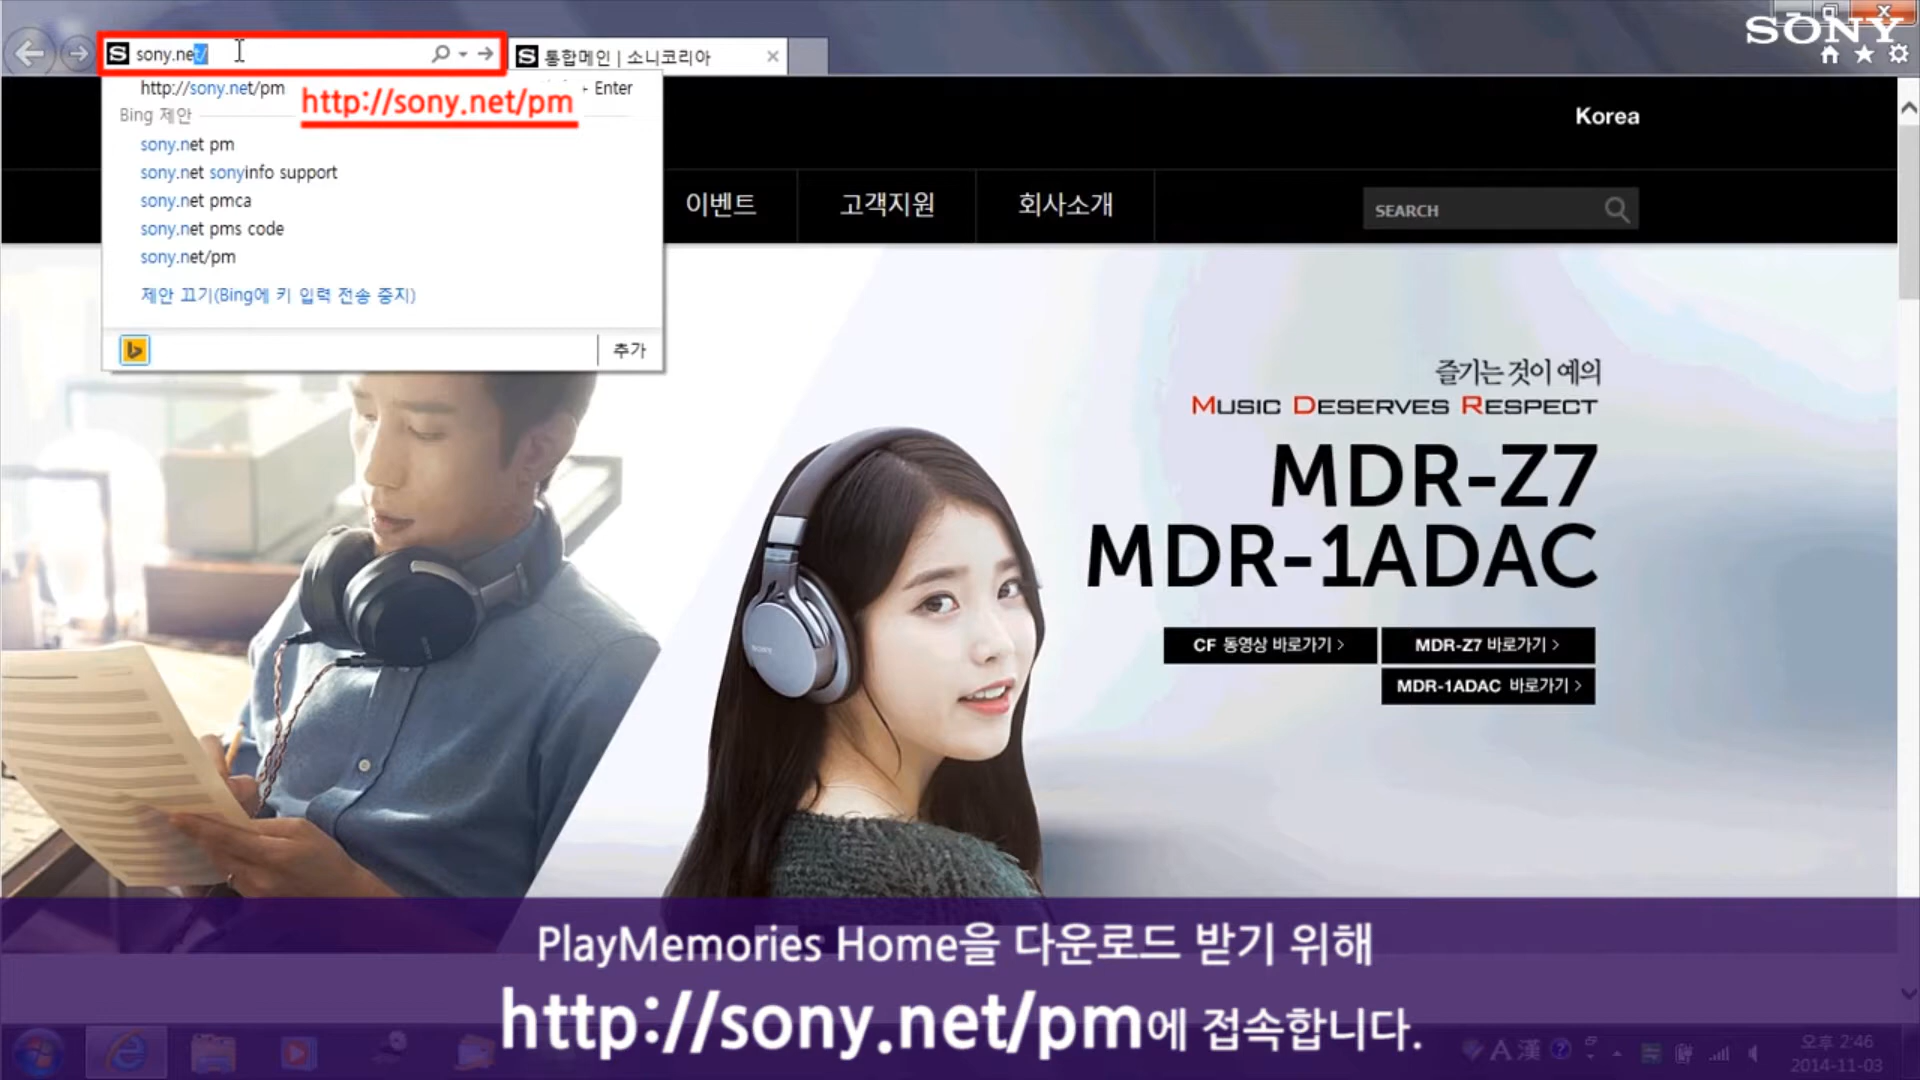 SONY
sony.net/
통합메인 | 소니코리아
http://sony.net/pm
+ Enter
http://sony.net/pm
Bing 제안
sony.net pm
sony.net sonyinfo support
sony.net pmca
sony.net pms code
sony.net/pm
제안 끄기(Bing에 키 입력 전송 중지)
추가
Korea
이벤트
고객지원
회사소개
SEARCH
즐기는 것이 예의
MUSIC DESERVES RESPECT
MDR-Z7
MDR-1ADAC
CF 동영상 바로가기 >
MDR-Z7 바로가기 >
MDR-1ADAC 바로가기 >
SONY
PlayMemories Home을 다운로드 받기 위해
http://sony.net/pm에 접속합니다.
A 漢
오후 2:46
2014-11-03